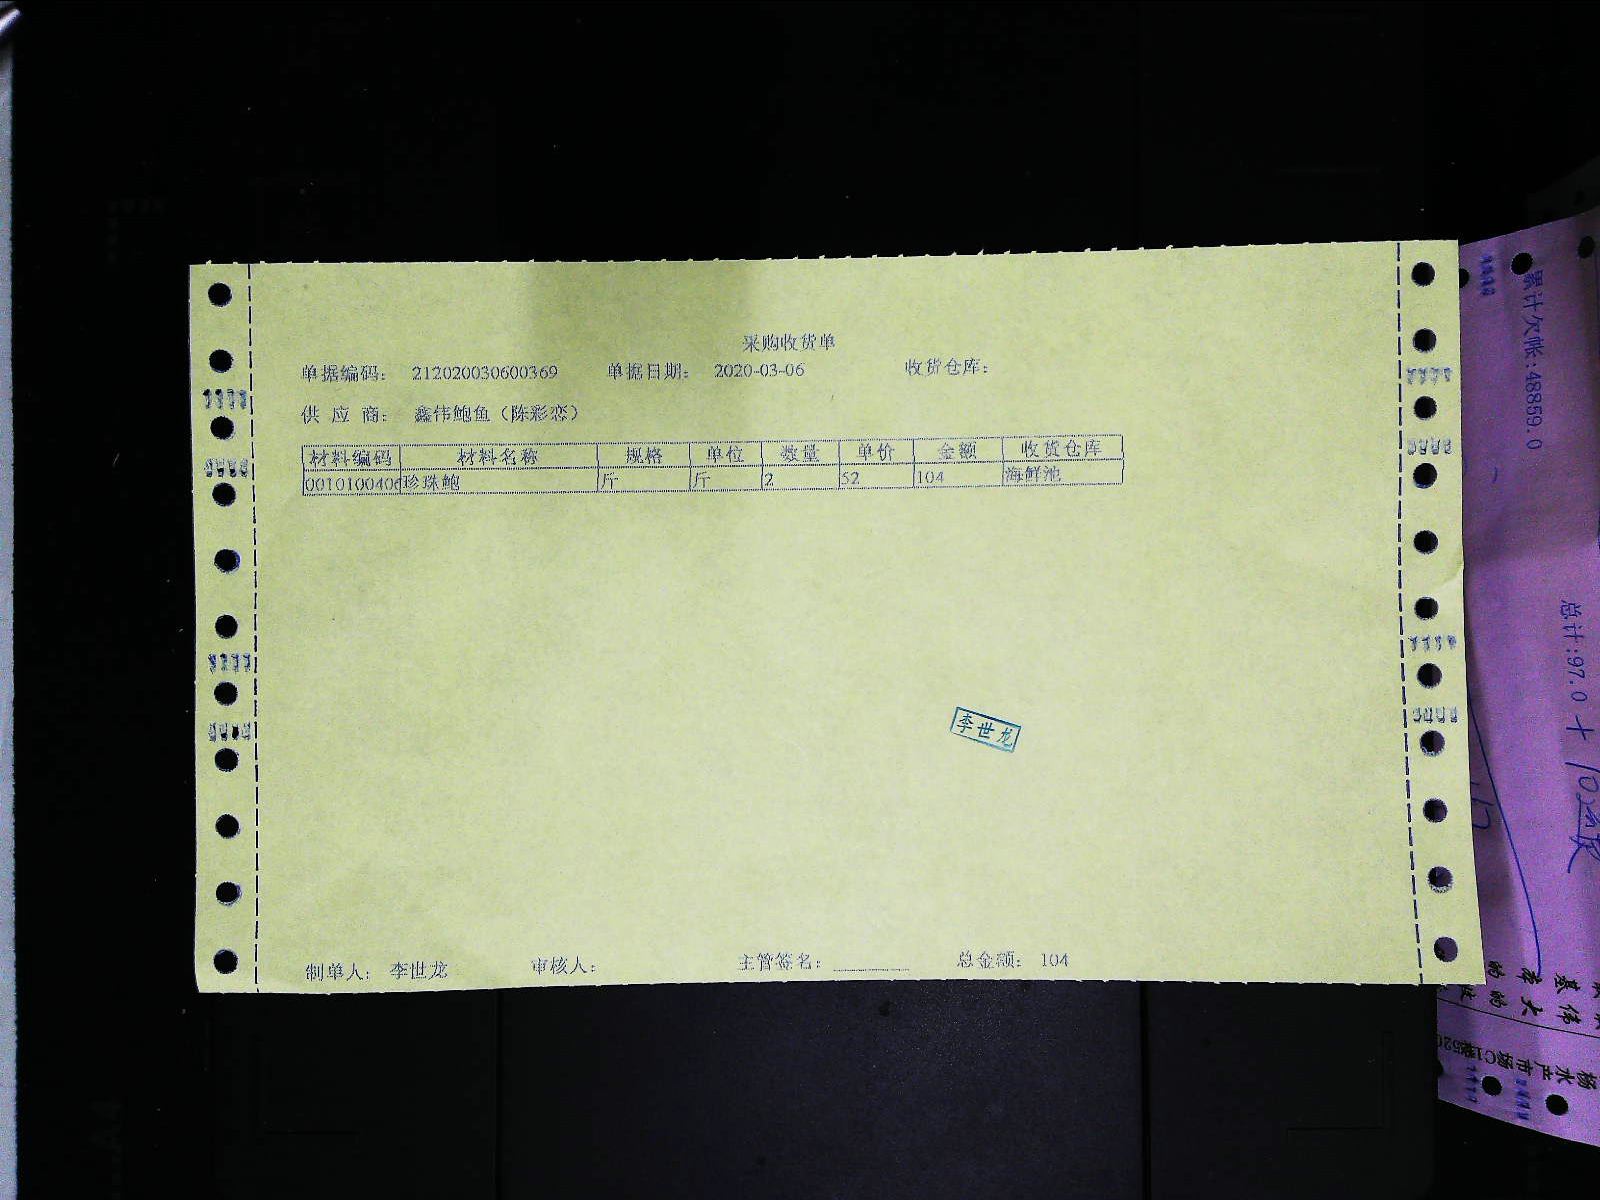 采购收货单
单据编码： 212020030600369 单据日期： 2020-03-06 收货仓库：
供 应 商： 鑫伟鲍鱼（陈彩恋）
材料编码 材料名称 规格 单位 数量 单价 金额 收货仓库
0010100406 珍珠鲍 斤 斤 2 52 104 海鲜池
李世龙
制单人： 李世龙 审核人： 主管签名： ________ 总金额： 104
累计欠帐:48859.0
总计:97.0 +